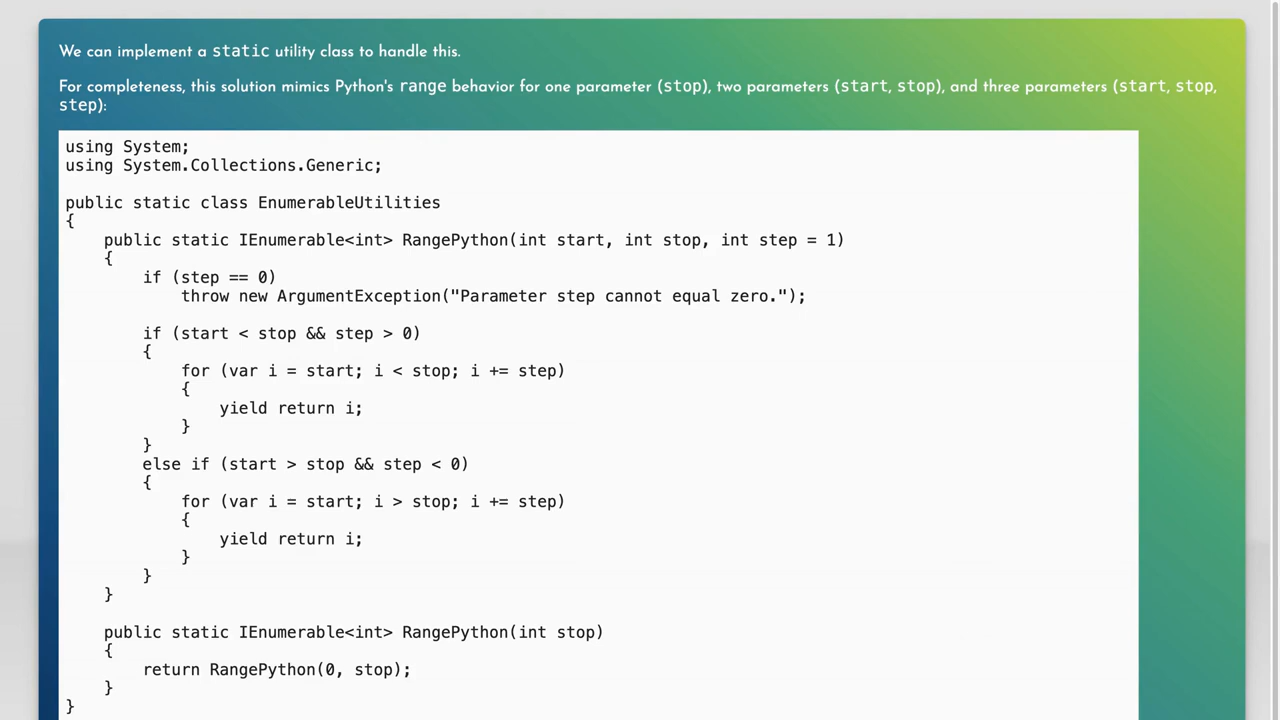 We can implement a static utility class to handle this.
For completeness, this solution mimics Python's range behavior for one parameter (stop), two parameters (start, stop), and three parameters (start, stop,
step):
using System;
using System.Collections.Generic;
public static class EnumerableUtilities
{
    public static IEnumerable<int> RangePython(int start, int stop, int step = 1)
    {
        if (step == 0)
            throw new ArgumentException("Parameter step cannot equal zero.");
        if (start < stop && step > 0)
        {
            for (var i = start; i < stop; i += step)
            {
                yield return i;
            }
        }
        else if (start > stop && step < 0)
        {
            for (var i = start; i > stop; i += step)
            {
                yield return i;
            }
        }
    }
    public static IEnumerable<int> RangePython(int stop)
    {
        return RangePython(0, stop);
    }
}